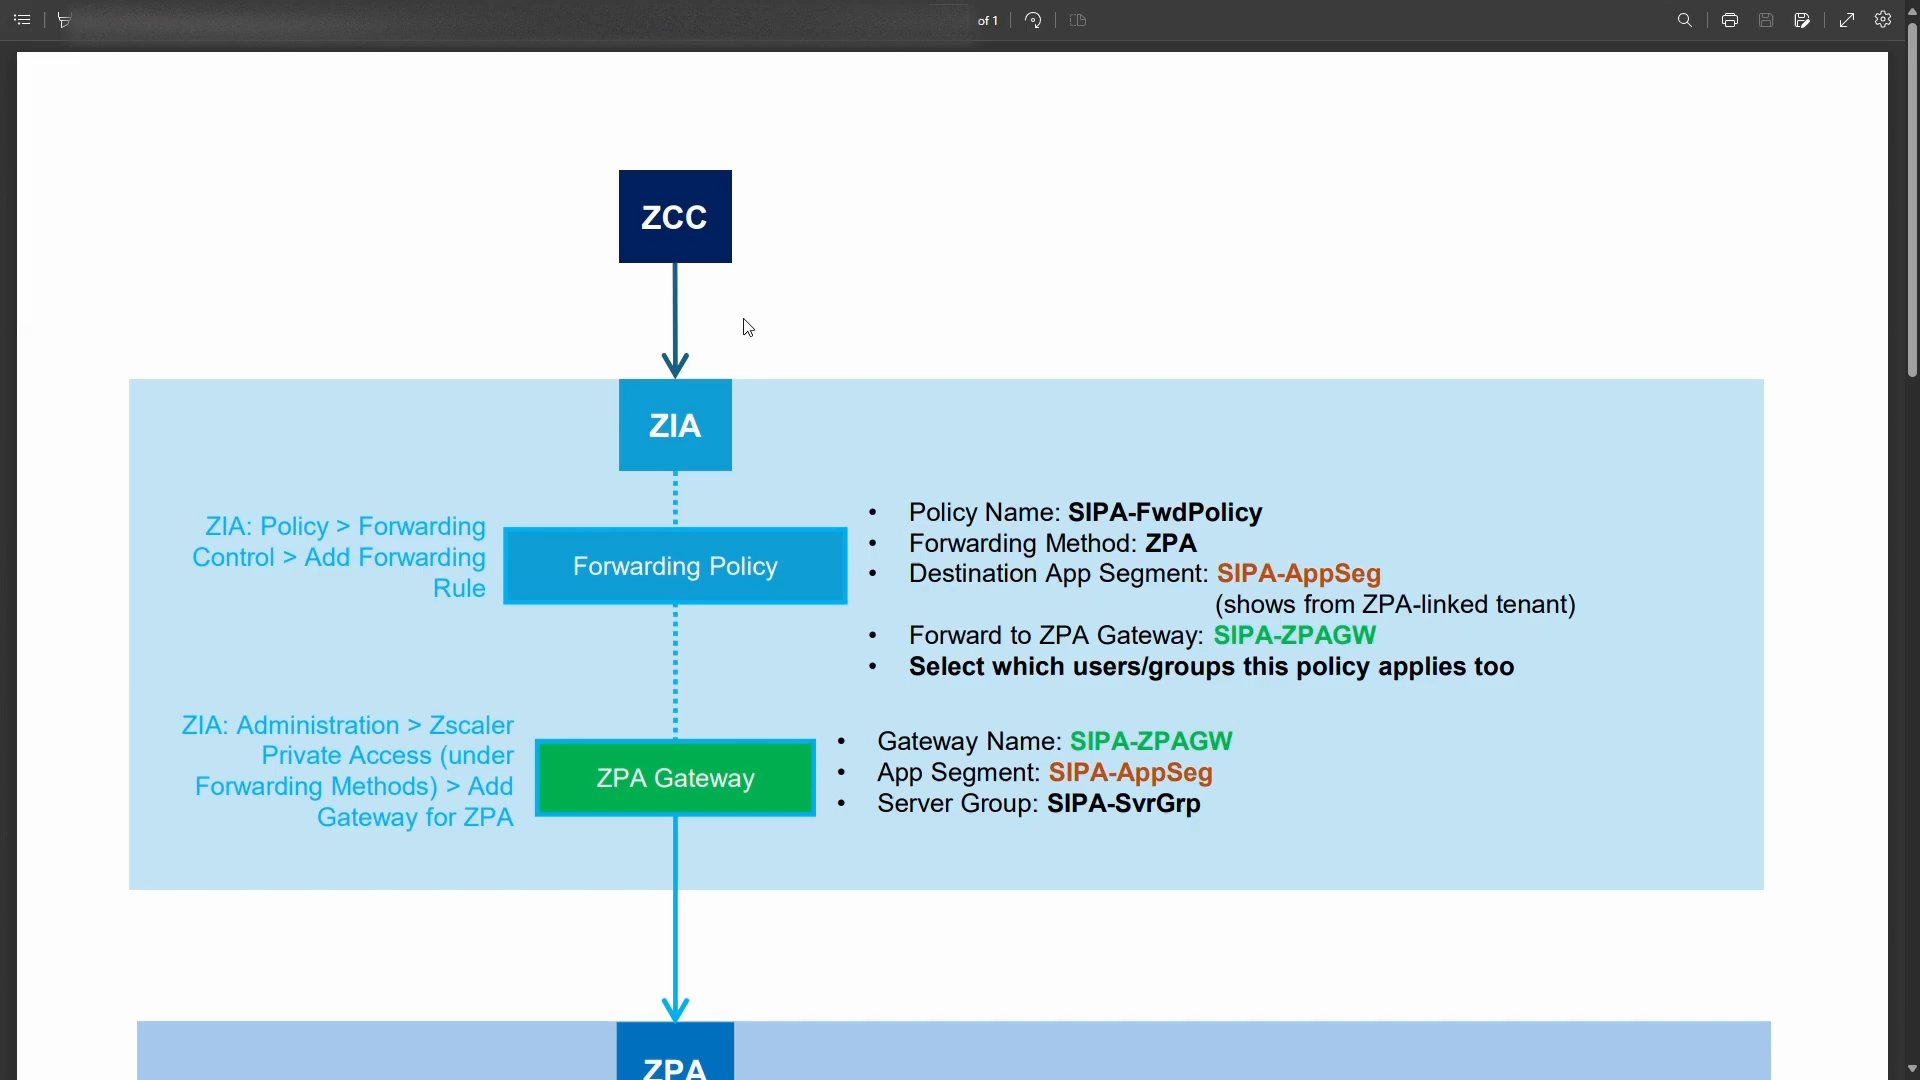 of 1
ZCC
ZIA
ZIA: Policy > Forwarding
Control > Add Forwarding
Rule
Forwarding Policy
• Policy Name: SIPA-FwdPolicy
• Forwarding Method: ZPA
• Destination App Segment: SIPA-AppSeg
(shows from ZPA-linked tenant)
• Forward to ZPA Gateway: SIPA-ZPAGW
• Select which users/groups this policy applies too
ZIA: Administration > Zscaler
Private Access (under
Forwarding Methods) > Add
Gateway for ZPA
ZPA Gateway
• Gateway Name: SIPA-ZPAGW
• App Segment: SIPA-AppSeg
• Server Group: SIPA-SvrGrp
ZPA